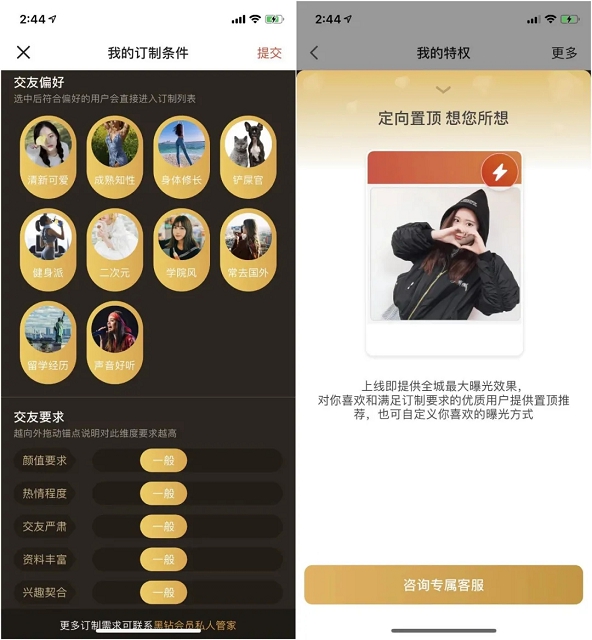 2:44
我的订制条件
提交
交友偏好
选中后符合偏好的用户会直接进入订制列表
清新可爱
成熟知性
身体修长
铲屎官
健身派
二次元
学院风
常去国外
留学经历
声音好听
交友要求
越向外拖动锚点说明对此维度要求越高
颜值要求 一般
热情程度 一般
交友严肃 一般
资料丰富 一般
兴趣契合 一般
更多订制需求可联系黑钻会员私人管家
2:44
我的特权
更多
定向置顶 想您所想
上线即提供全城最大曝光效果,
对你喜欢和满足订制要求的优质用户提供置顶推
荐，也可自定义你喜欢的曝光方式
咨询专属客服